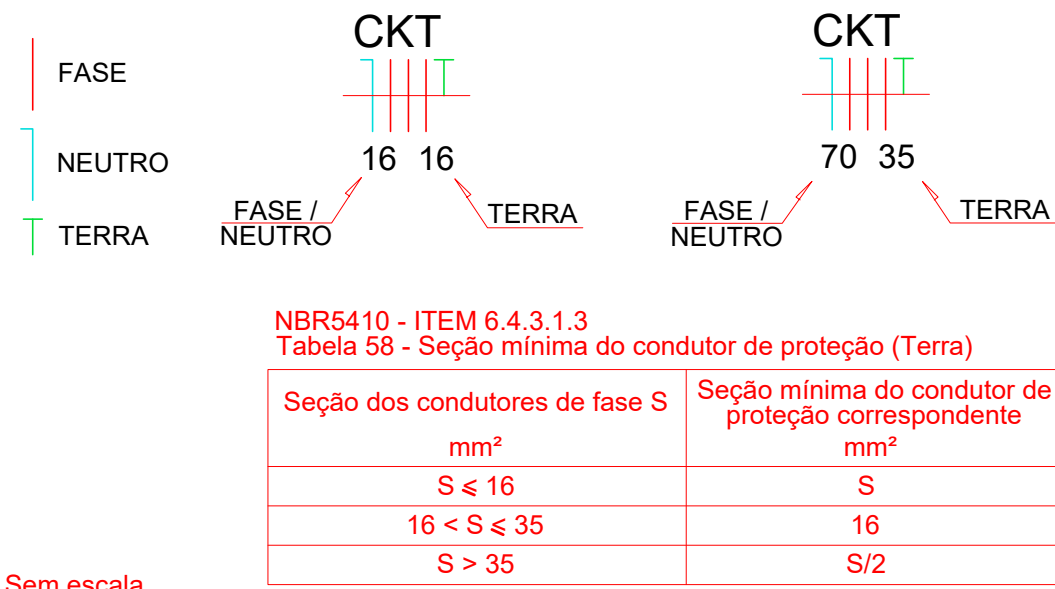 FASE
NEUTRO
TERRA
CKT
16 16
FASE /
NEUTRO
TERRA
CKT
70 35
FASE /
NEUTRO
TERRA
NBR5410 - ITEM 6.4.3.1.3
Tabela 58 - Seção mínima do condutor de proteção (Terra)
Seção dos condutores de fase S
mm²
Seção mínima do condutor de
proteção correspondente
mm²
S ⩽ 16
S
16 < S ⩽ 35
16
S > 35
S/2
Sem escala